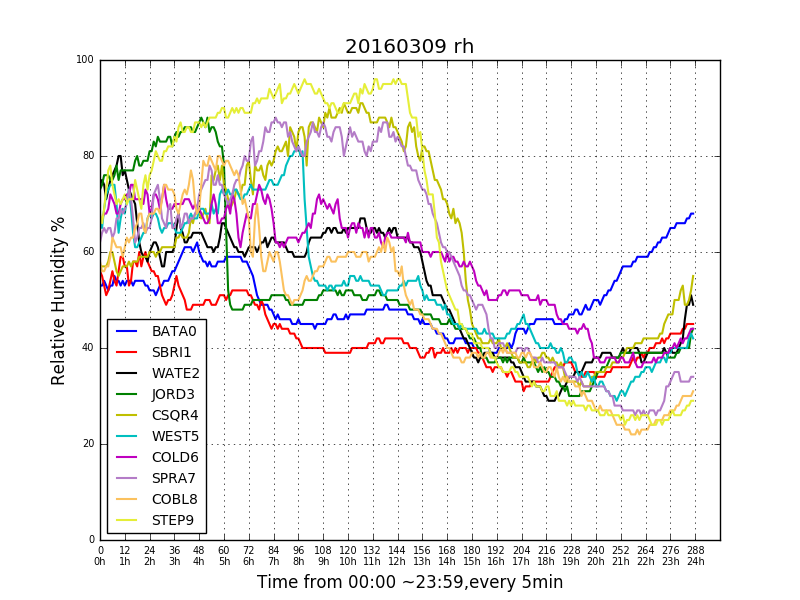 20160309 rh
100
80
60
40
20
0
Relative Humidity %
BATA0
SBRI1
WATE2
JORD3
CSQR4
WEST5
COLD6
SPRA7
COBL8
STEP9
0 12 24 36 48 60 72 84 96 108 120 132 144 156 168 180 192 204 216 228 240 252 264 276 288
0h 1h 2h 3h 4h 5h 6h 7h 8h 9h 10h 11h 12h 13h 14h 15h 16h 17h 18h 19h 20h 21h 22h 23h 24h
Time from 00:00 ~23:59,every 5min